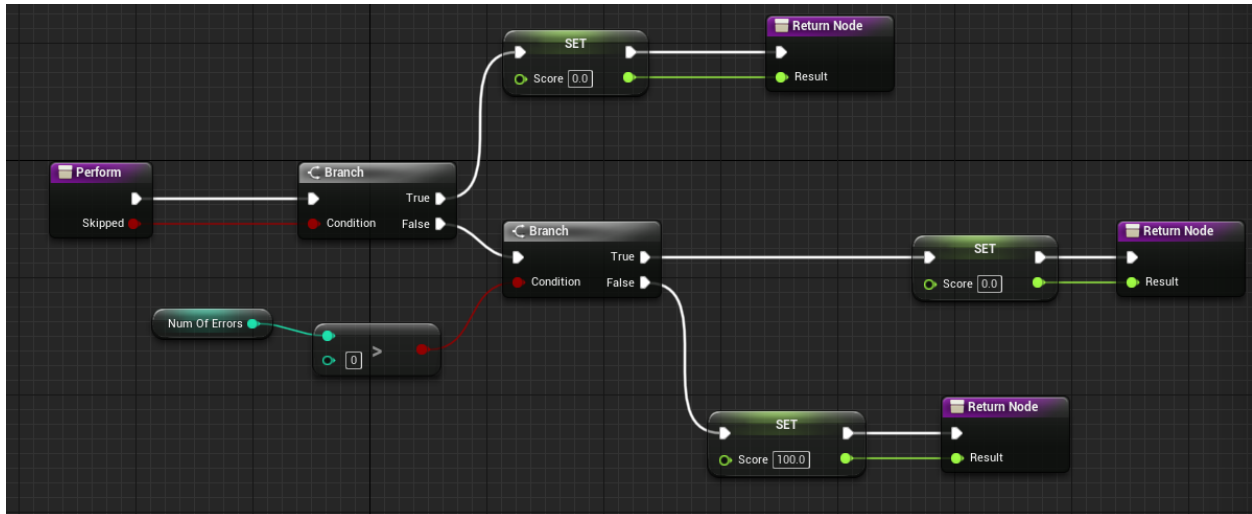 SET
Score 0.0
Return Node
Result
Perform
Skipped
Branch
True
Condition False
Branch
True
Condition False
SET
Score 0.0
Return Node
Result
Num Of Errors
0 >
SET
Score 100.0
Return Node
Result